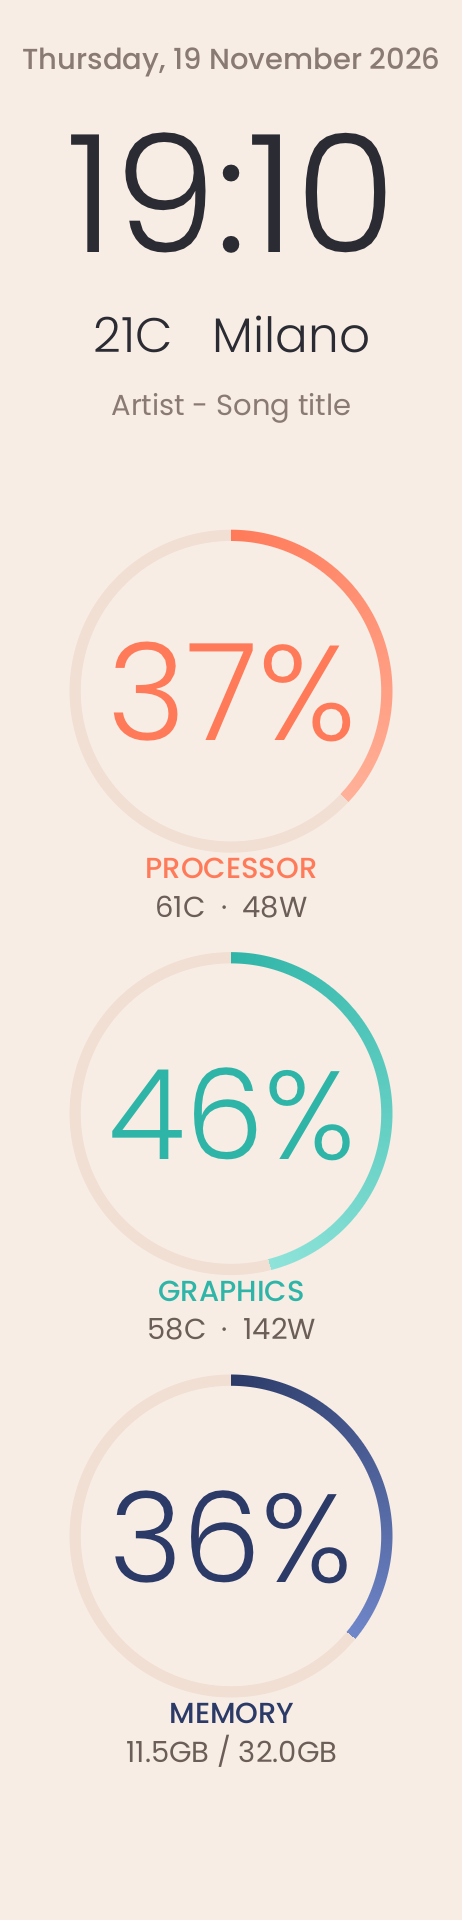 Thursday, 19 November 2026
19:10
21C Milano
Artist - Song title
37%
PROCESSOR
61C · 48W
46%
GRAPHICS
58C · 142W
36%
MEMORY
11.5GB / 32.0GB